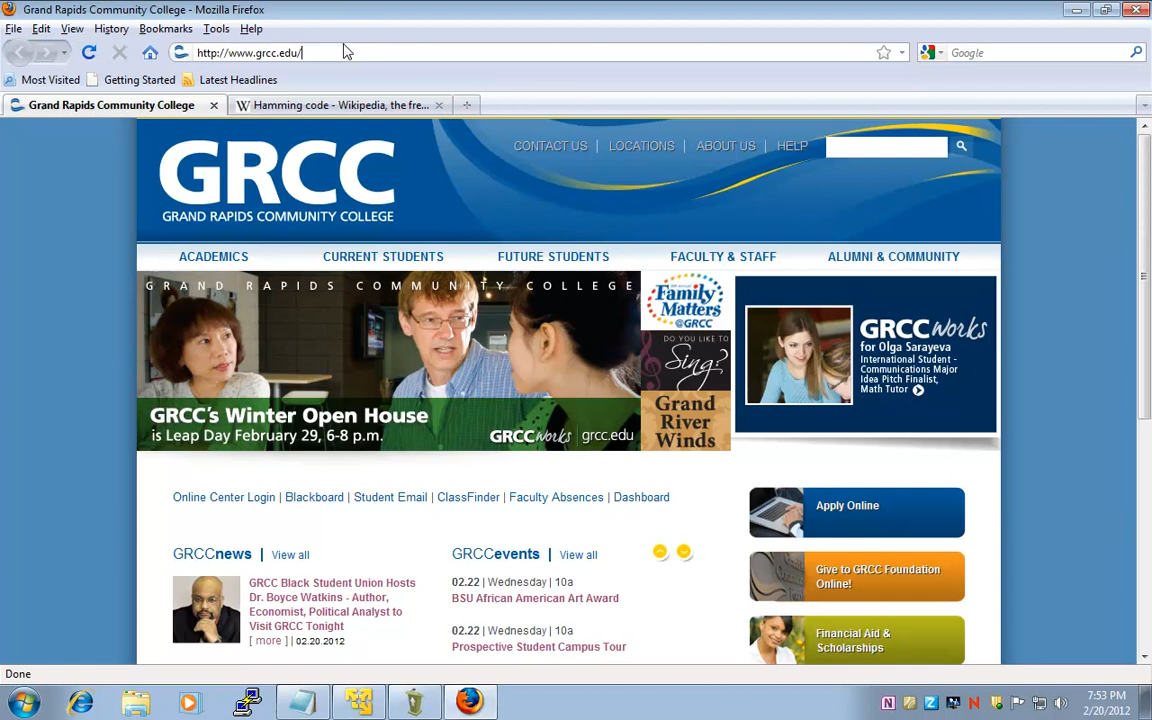 Grand Rapids Community College - Mozilla Firefox
File Edit View History Bookmarks Tools Help
http://www.grcc.edu/
Google
Most Visited Getting Started Latest Headlines
Grand Rapids Community College
W Hamming code - Wikipedia, the fre...
CONTACT US | LOCATIONS | ABOUT US | HELP
GRCC
GRAND RAPIDS COMMUNITY COLLEGE
ACADEMICS CURRENT STUDENTS FUTURE STUDENTS FACULTY & STAFF ALUMNI & COMMUNITY
GRAND RAPIDS COMMUNITY COLLEGE
GRCC's Winter Open House
is Leap Day February 29, 6-8 p.m.
GRCC works | grcc.edu
Family
Matters
@GRCC
DO YOU LIKE TO
Sing?
Grand
River
Winds
GRCC works
for Olga Sarayeva
International Student -
Communications Major
Idea Pitch Finalist,
Math Tutor
Online Center Login | Blackboard | Student Email | ClassFinder | Faculty Absences | Dashboard
GRCCnews | View all
GRCC Black Student Union Hosts
Dr. Boyce Watkins - Author,
Economist, Political Analyst to
Visit GRCC Tonight
[ more ] | 02.20.2012
GRCCevents | View all
02.22 | Wednesday | 10a
BSU African American Art Award
02.22 | Wednesday | 10a
Prospective Student Campus Tour
Apply Online
Give to GRCC Foundation
Online!
Financial Aid &
Scholarships
Done
7:53 PM
2/20/2012